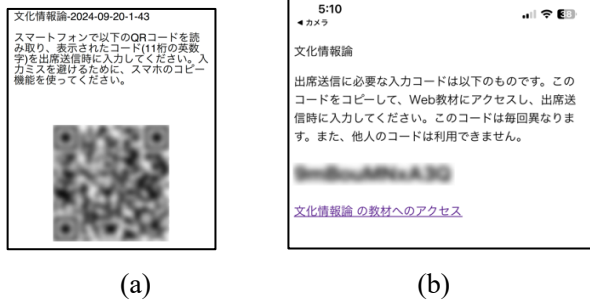 文化情報論-2024-09-20-1-43
スマートフォンで以下のQRコードを読
み取り、表示されたコード(11桁の英数
字)を出席送信時に入力してください。入
力ミスを避けるために、スマホのコピー
機能を使ってください。
(a)
5:10
◀ カメラ
38
文化情報論
出席送信に必要な入力コードは以下のものです。この
コードをコピーして、Web教材にアクセスし、出席送
信時に入力してください。このコードは毎回異なりま
す。また、他人のコードは利用できません。
文化情報論 の教材へのアクセス
(b)